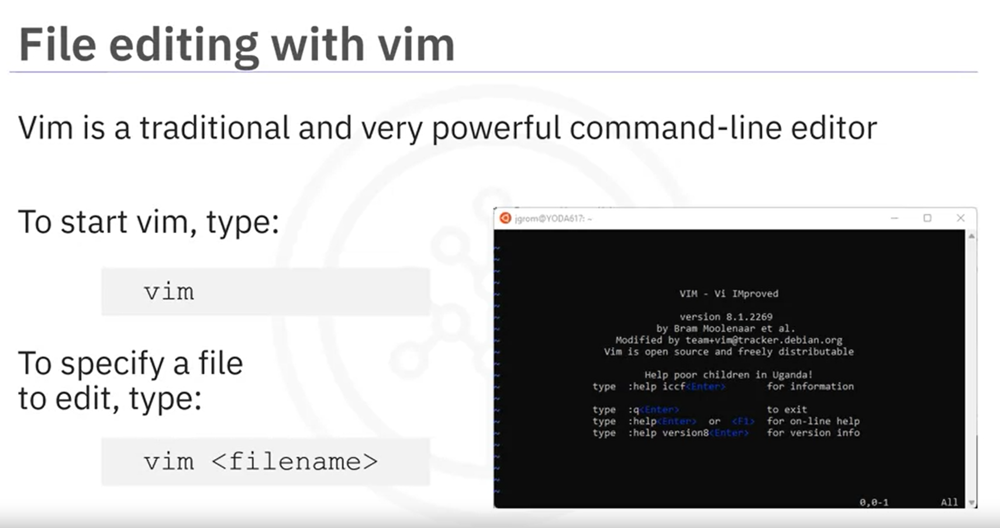 File editing with vim
Vim is a traditional and very powerful command-line editor
To start vim, type:
vim
To specify a file
to edit, type:
vim <filename>
jgrom@YODA617: ~
~
~
~
~
VIM - Vi IMproved
~
version 8.1.2269
by Bram Moolenaar et al.
Modified by team+vim@tracker.debian.org
Vim is open source and freely distributable
~
Help poor children in Uganda!
type :help iccf<Enter> for information
~
type :q<Enter> to exit
type :help<Enter> or <F1> for on-line help
type :help version8<Enter> for version info
~
~
~
~
~
0,0-1 All